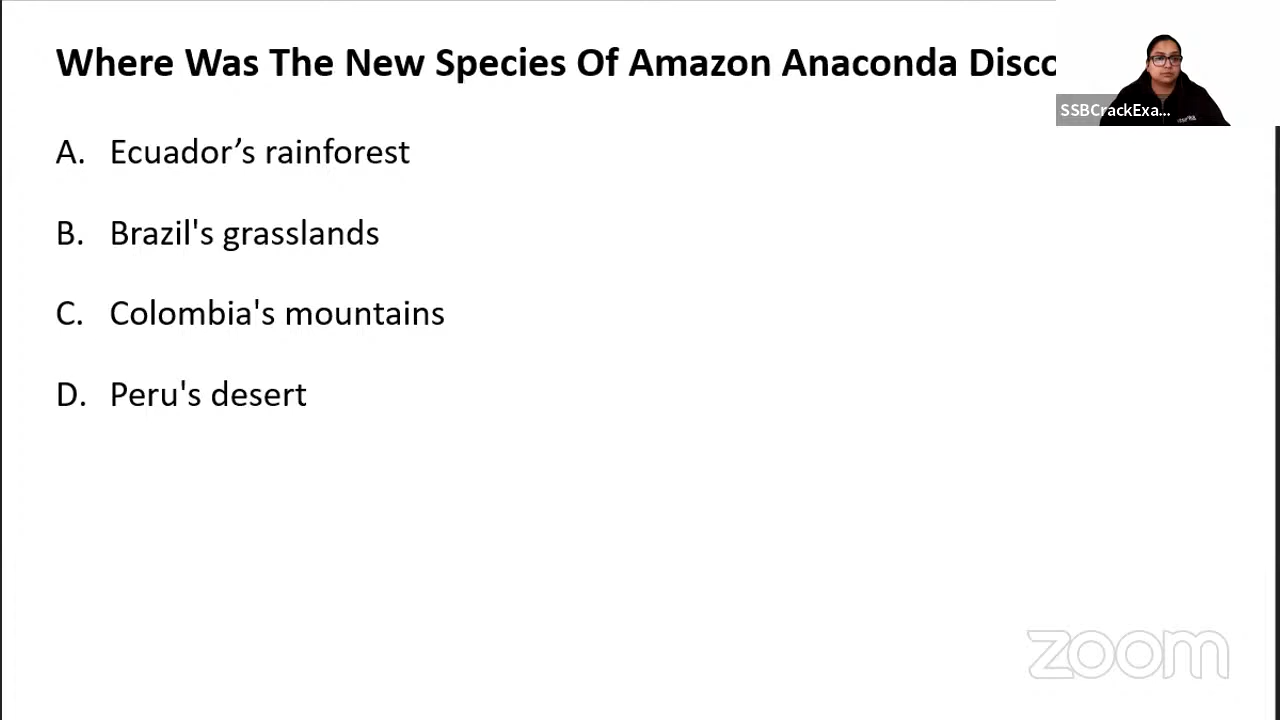 Where Was The New Species Of Amazon Anaconda Disco
SSBCrackExa...
A. Ecuador’s rainforest
B. Brazil's grasslands
C. Colombia's mountains
D. Peru's desert
zoom